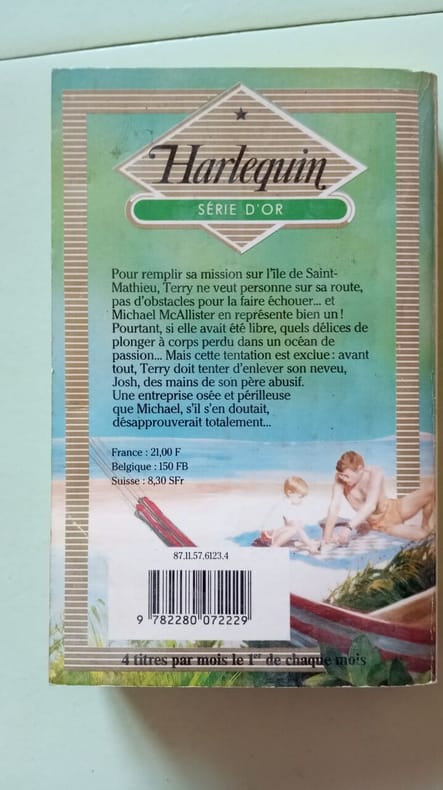 Harlequin
SÉRIE D'OR
Pour remplir sa mission sur l'île de Saint-
Mathieu, Terry ne veut personne sur sa route,
pas d'obstacles pour la faire échouer... et
Michael McAllister en représente bien un !
Pourtant, si elle avait été libre, quels délices de
plonger à corps perdu dans un océan de
passion... Mais cette tentation est exclue : avant
tout, Terry doit tenter d'enlever son neveu,
Josh, des mains de son père abusif.
Une entreprise osée et périlleuse
que Michael, s'il s'en doutait,
désapprouverait totalement...
France : 21,00 F
Belgique : 150 FB
Suisse : 8,30 SFr
87.11.57.6123.4
9 782280 072229
4 titres par mois le 1er de chaque mois